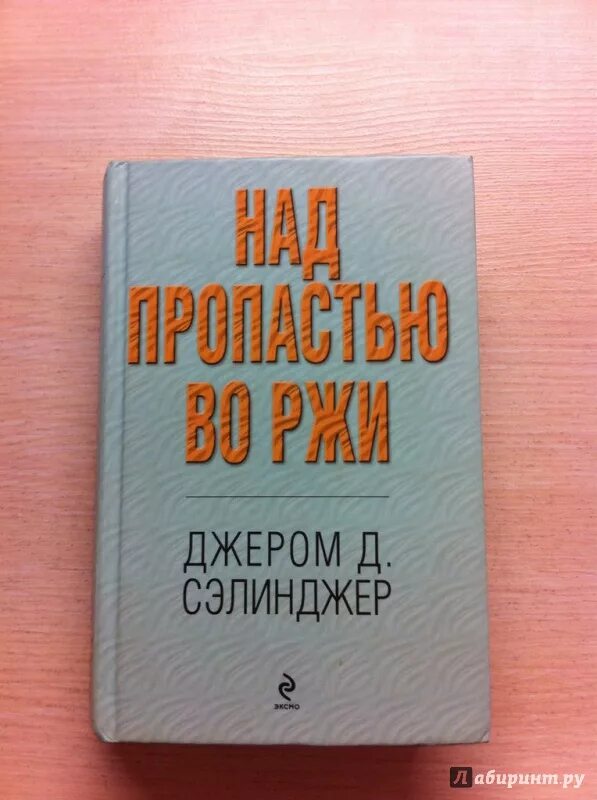 НАД
ПРОПАСТЬЮ
ВО РЖИ
ДЖЕРОМ Д.
СЭЛИНДЖЕР
ЭКСМО
Лабиринт.ру